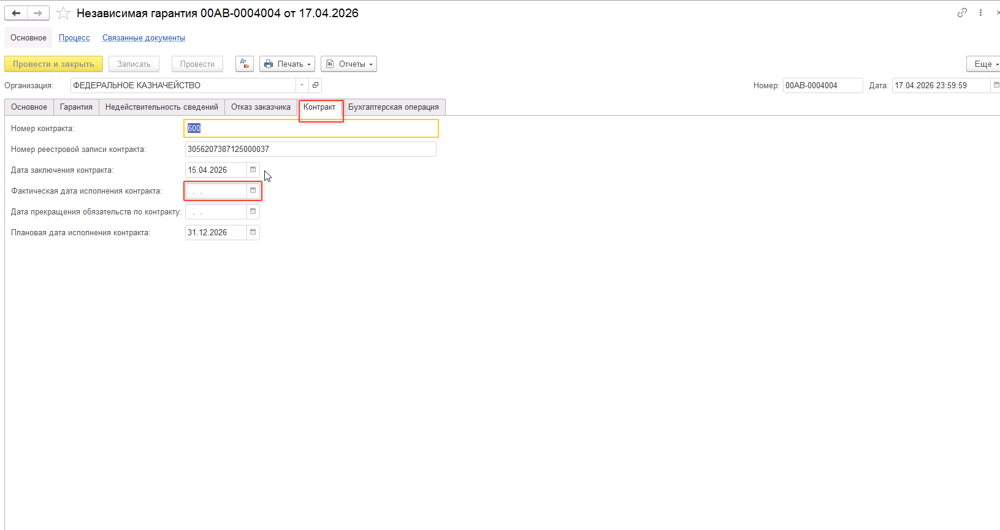 Независимая гарантия 00АВ-0004004 от 17.04.2026
Основное Процесс Связанные документы
Провести и закрыть Записать Провести Дт Кт Печать Отчеты Еще
Организация: ФЕДЕРАЛЬНОЕ КАЗНАЧЕЙСТВО Номер: 00АВ-0004004 Дата: 17.04.2026 23:59:59
Основное Гарантия Недействительность сведений Отказ заказчика Контракт Бухгалтерская операция
Номер контракта: 600
Номер реестровой записи контракта: 3056207387125000037
Дата заключения контракта: 15.04.2026
Фактическая дата исполнения контракта: . .
Дата прекращения обязательств по контракту: . .
Плановая дата исполнения контракта: 31.12.2026